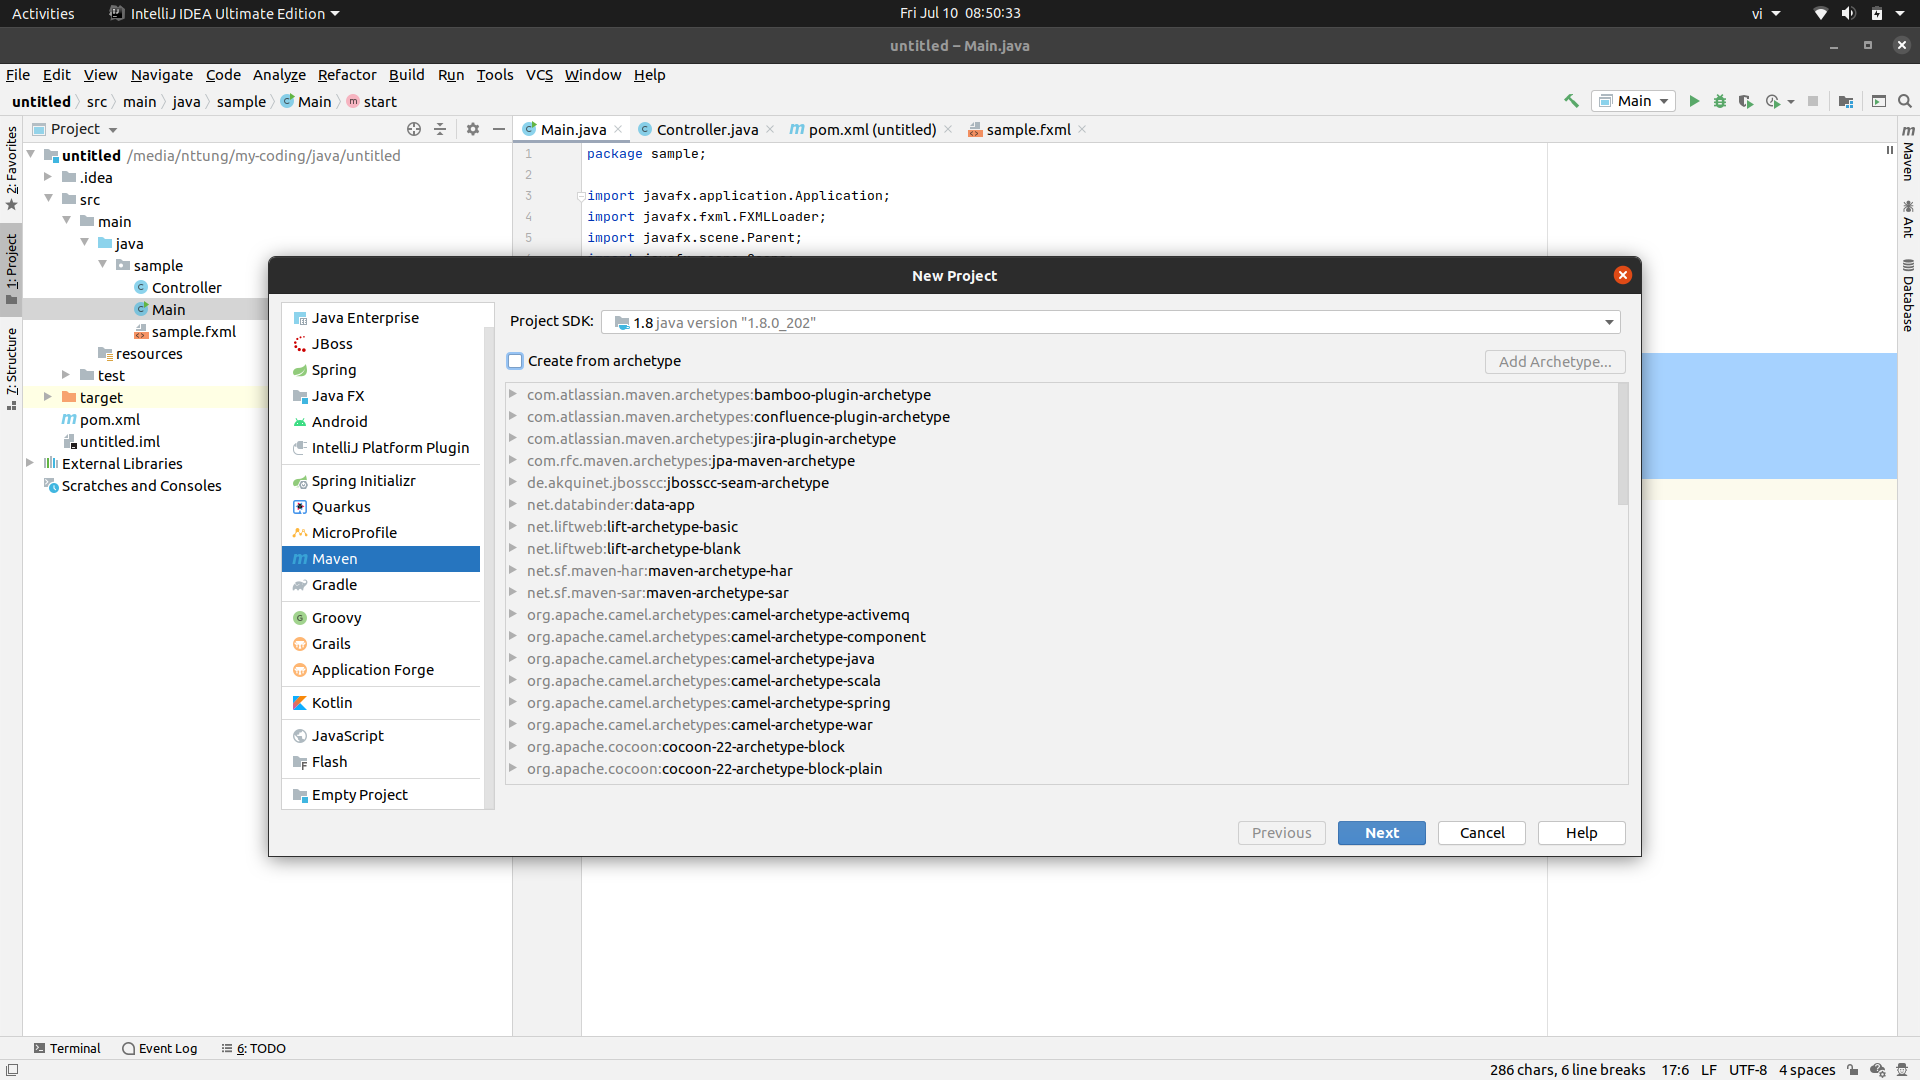 Activities IntelliJ IDEA Ultimate Edition Fri Jul 10 08:50:33 vi
untitled – Main.java
File Edit View Navigate Code Analyze Refactor Build Run Tools VCS Window Help
untitled src main java sample Main start Main
Project
Main.java Controller.java pom.xml (untitled) sample.fxml
2: Favorites
1: Project
7: Structure
untitled /media/nttung/my-coding/java/untitled
.idea
src
main
java
sample
Controller
Main
sample.fxml
resources
test
target
pom.xml
untitled.iml
External Libraries
Scratches and Consoles
1 package sample;
2
3 import javafx.application.Application;
4 import javafx.fxml.FXMLLoader;
5 import javafx.scene.Parent;
Maven
Ant
Database
New Project
Java Enterprise
JBoss
Spring
Java FX
Android
IntelliJ Platform Plugin
Spring Initializr
Quarkus
MicroProfile
Maven
Gradle
Groovy
Grails
Application Forge
Kotlin
JavaScript
Flash
Empty Project
Project SDK: 1.8 java version "1.8.0_202"
Create from archetype Add Archetype...
com.atlassian.maven.archetypes:bamboo-plugin-archetype
com.atlassian.maven.archetypes:confluence-plugin-archetype
com.atlassian.maven.archetypes:jira-plugin-archetype
com.rfc.maven.archetypes:jpa-maven-archetype
de.akquinet.jbosscc:jbosscc-seam-archetype
net.databinder:data-app
net.liftweb:lift-archetype-basic
net.liftweb:lift-archetype-blank
net.sf.maven-har:maven-archetype-har
net.sf.maven-sar:maven-archetype-sar
org.apache.camel.archetypes:camel-archetype-activemq
org.apache.camel.archetypes:camel-archetype-component
org.apache.camel.archetypes:camel-archetype-java
org.apache.camel.archetypes:camel-archetype-scala
org.apache.camel.archetypes:camel-archetype-spring
org.apache.camel.archetypes:camel-archetype-war
org.apache.cocoon:cocoon-22-archetype-block
org.apache.cocoon:cocoon-22-archetype-block-plain
Previous Next Cancel Help
Terminal Event Log 6: TODO
286 chars, 6 line breaks 17:6 LF UTF-8 4 spaces